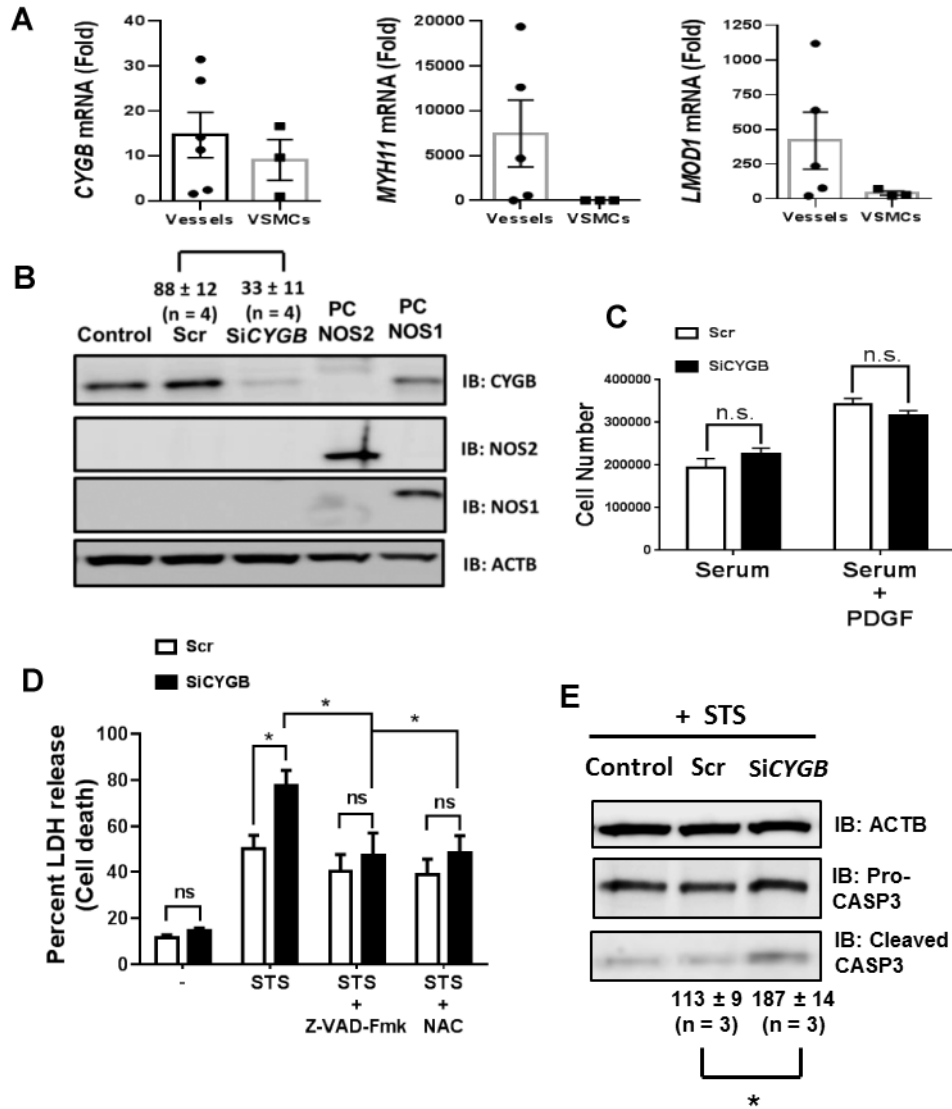 A
CYGB mRNA (Fold)
40
30
20
10
0
Vessels VSMCs
MYH11 mRNA (Fold)
20000
15000
10000
5000
0
Vessels VSMCs
LMOD1 mRNA (Fold)
1250
1000
750
500
250
0
Vessels VSMCs
B
88 ± 12 33 ± 11
(n = 4) (n = 4) PC PC
Control Scr SiCYGB NOS2 NOS1
IB: CYGB
IB: NOS2
IB: NOS1
IB: ACTB
C
Scr
SiCYGB
n.s.
n.s.
Cell Number
400000
300000
200000
100000
0
Serum Serum
+
PDGF
D
Scr
SiCYGB
Percent LDH release
(Cell death)
100
80
60
40
20
0
ns
*
*
*
ns
ns
- STS STS STS
+ +
Z-VAD-Fmk NAC
E
+ STS
Control Scr SiCYGB
IB: ACTB
IB: Pro-
CASP3
IB: Cleaved
CASP3
113 ± 9 187 ± 14
(n = 3) (n = 3)
*